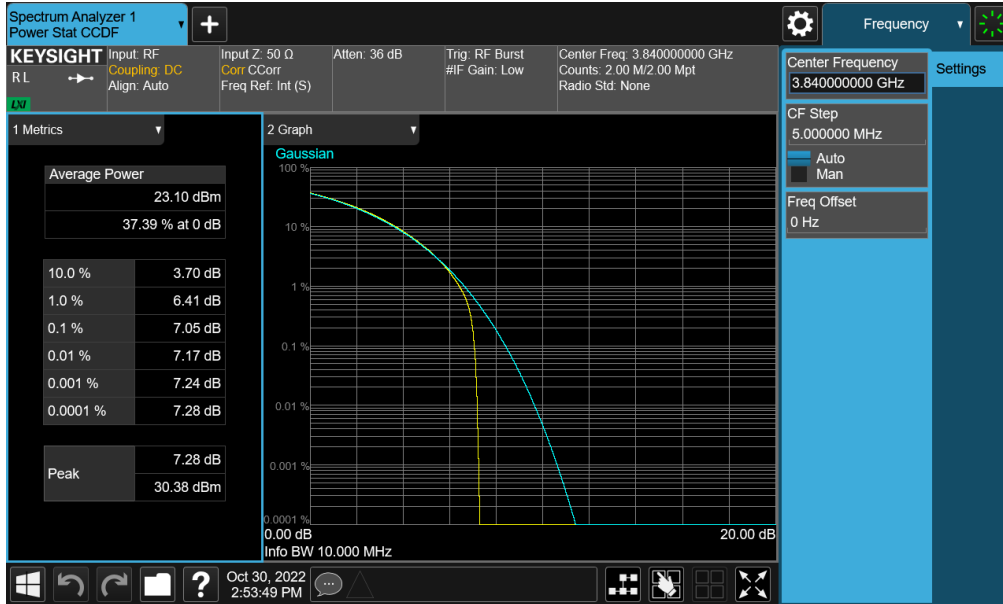 Spectrum Analyzer 1
Power Stat CCDF
Frequency
KEYSIGHT
R L
LXI
Input: RF
Coupling: DC
Align: Auto
Input Z: 50 Ω
Corr CCorr
Freq Ref: Int (S)
Atten: 36 dB
Trig: RF Burst
#IF Gain: Low
Center Freq: 3.840000000 GHz
Counts: 2.00 M/2.00 Mpt
Radio Std: None
Center Frequency
3.840000000 GHz
Settings
CF Step
5.000000 MHz
Auto
Man
Freq Offset
0 Hz
1 Metrics
Average Power
23.10 dBm
37.39 % at 0 dB
10.0 % 3.70 dB
1.0 % 6.41 dB
0.1 % 7.05 dB
0.01 % 7.17 dB
0.001 % 7.24 dB
0.0001 % 7.28 dB
Peak
7.28 dB
30.38 dBm
2 Graph
Gaussian
100 %
10 %
1 %
0.1 %
0.01 %
0.001 %
0.0001 %
0.00 dB 20.00 dB
Info BW 10.000 MHz
?
Oct 30, 2022
2:53:49 PM